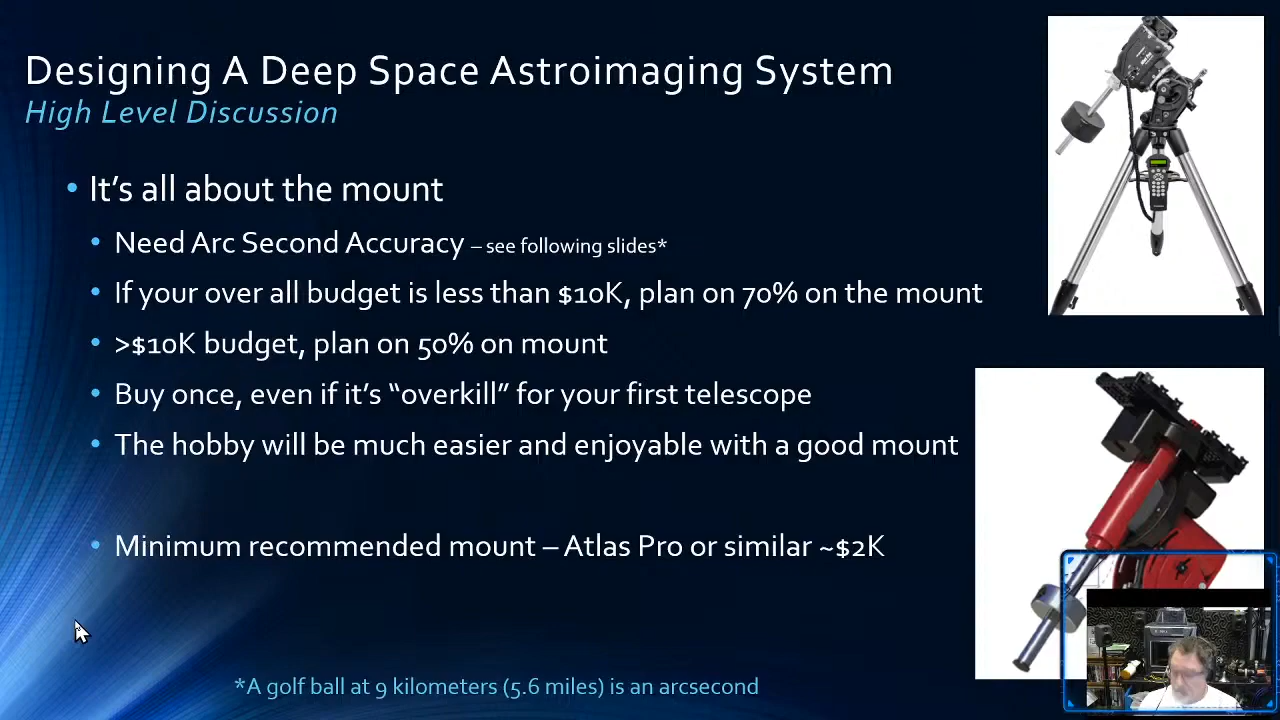 Designing A Deep Space Astroimaging System
High Level Discussion
• It's all about the mount
• Need Arc Second Accuracy – see following slides*
• If your over all budget is less than $10K, plan on 70% on the mount
• >$10K budget, plan on 50% on mount
• Buy once, even if it's “overkill” for your first telescope
• The hobby will be much easier and enjoyable with a good mount
• Minimum recommended mount – Atlas Pro or similar ~$2K
*A golf ball at 9 kilometers (5.6 miles) is an arcsecond